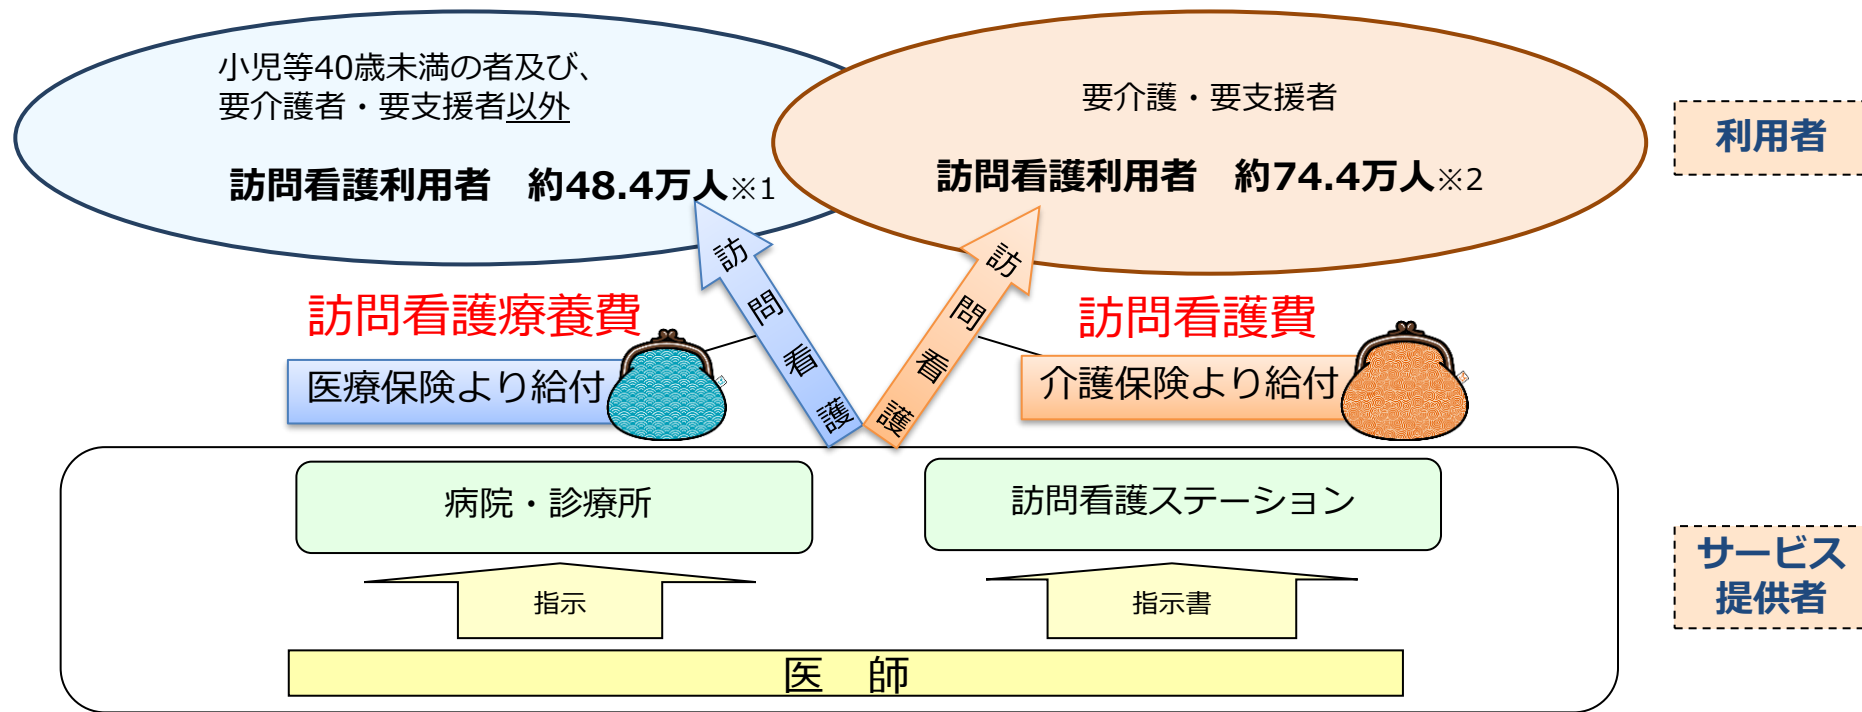 小児等40歳未満の者及び、
要介護者・要支援者以外
訪問看護利用者　約48.4万人※1
要介護・要支援者
訪問看護利用者　約74.4万人※2
利用者
訪問看護
訪問看護
訪問看護療養費
医療保険より給付
訪問看護費
介護保険より給付
病院・診療所
訪問看護ステーション
サービス
提供者
指示
指示書
医　師